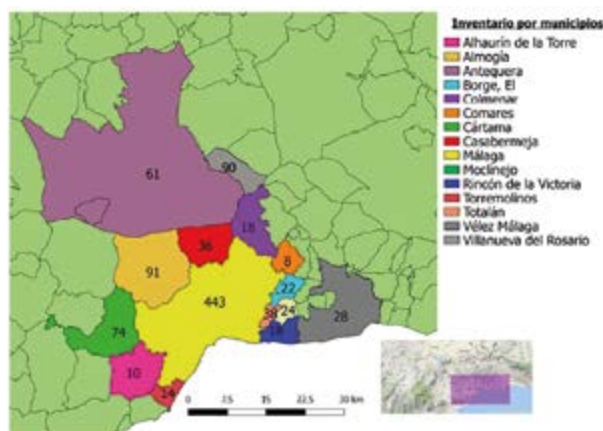 Inventario por municipios
Alhaurín de la Torre
Almogía
Antequera
Borge, El
Colmenar
Comares
Cártama
Casabermeja
Málaga
Moclinejo
Rincón de la Victoria
Torremolinos
Totalán
Vélez Málaga
Villanueva del Rosario
90
61
18
36
8
91
22
443
38
24
28
74
10
14
0
7.5
15
22.5
30 km